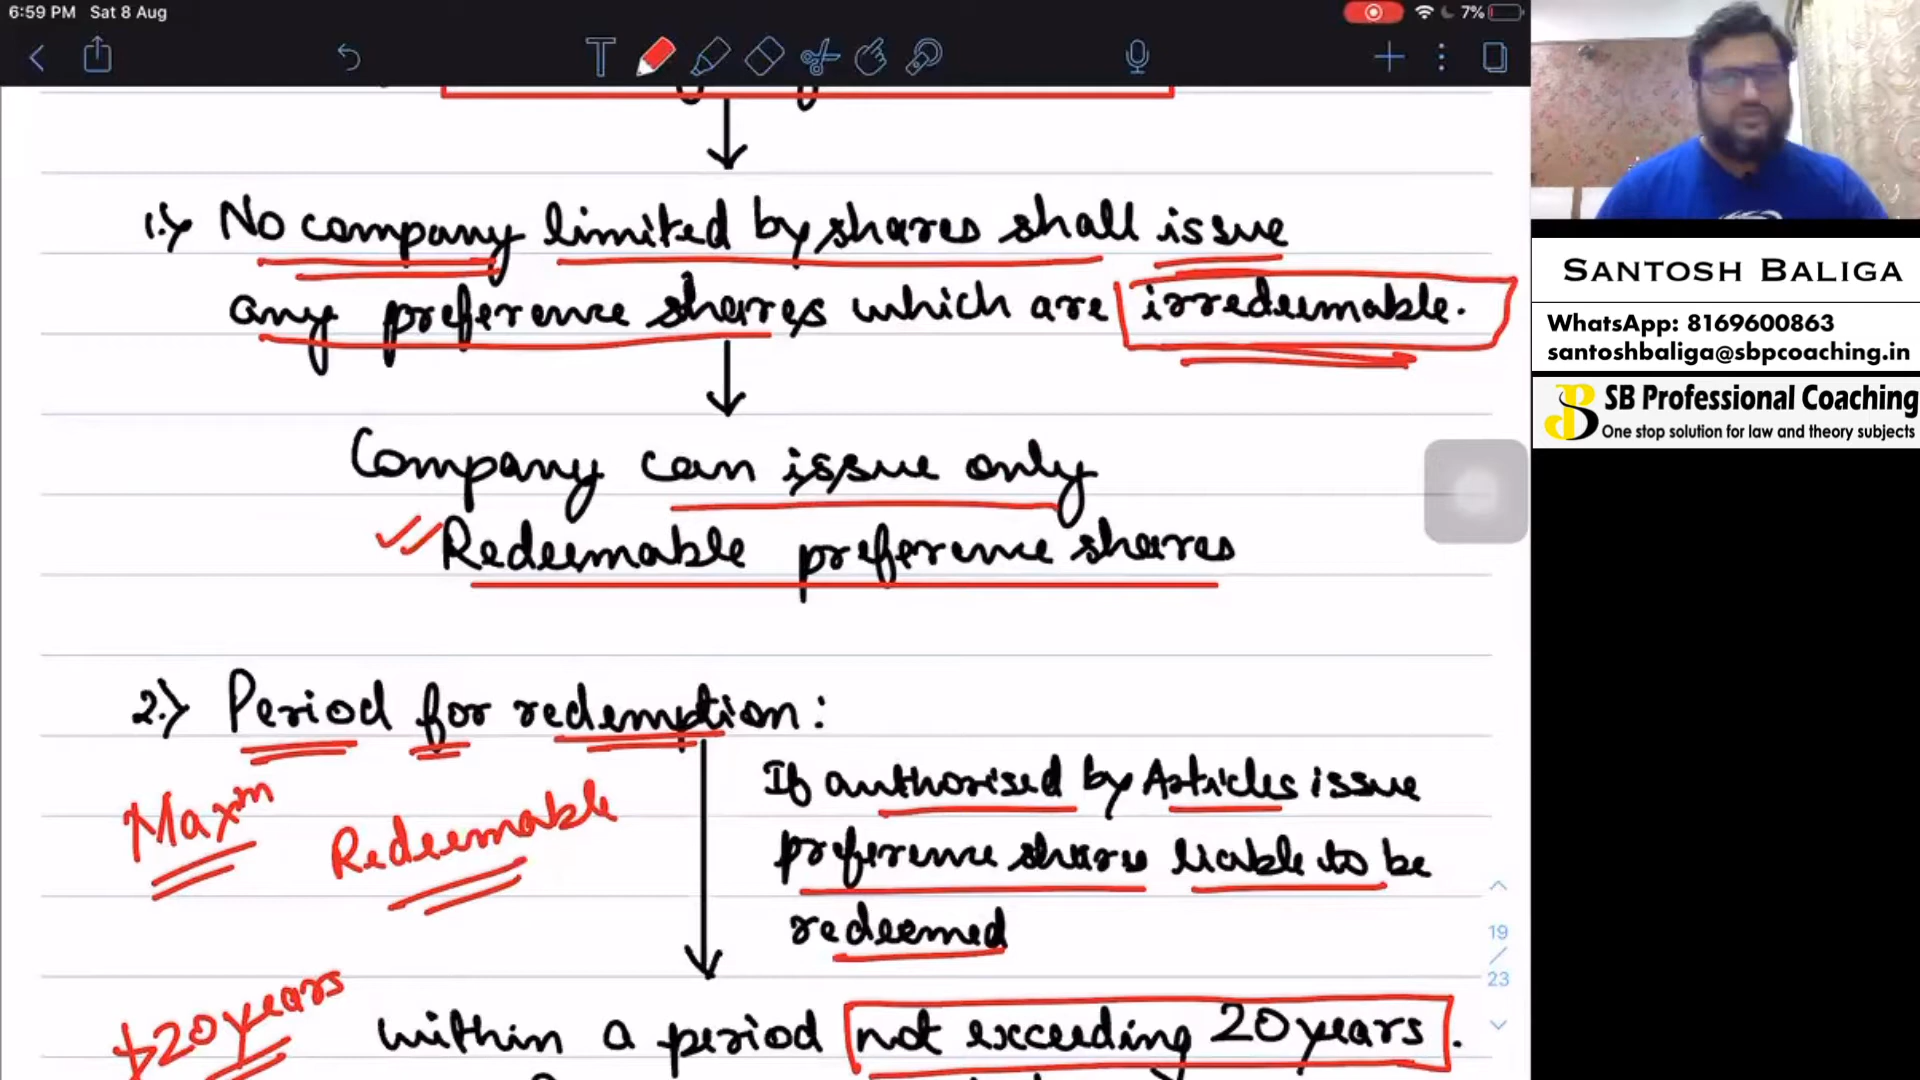 6:59 PM Sat 8 Aug
7%
1.) No company limited by shares shall issue
any preference shares which are irredeemable.
Company can issue only
Redeemable preference shares
2.) Period for redemption:
Maxm Redeemable
If authorised by Articles issue
preference shares liable to be
redeemed
20 years
within a period not exceeding 20 years.
19
23
SANTOSH BALIGA
WhatsApp: 8169600863
santoshbaliga@sbpcoaching.in
SB Professional Coaching
One stop solution for law and theory subjects